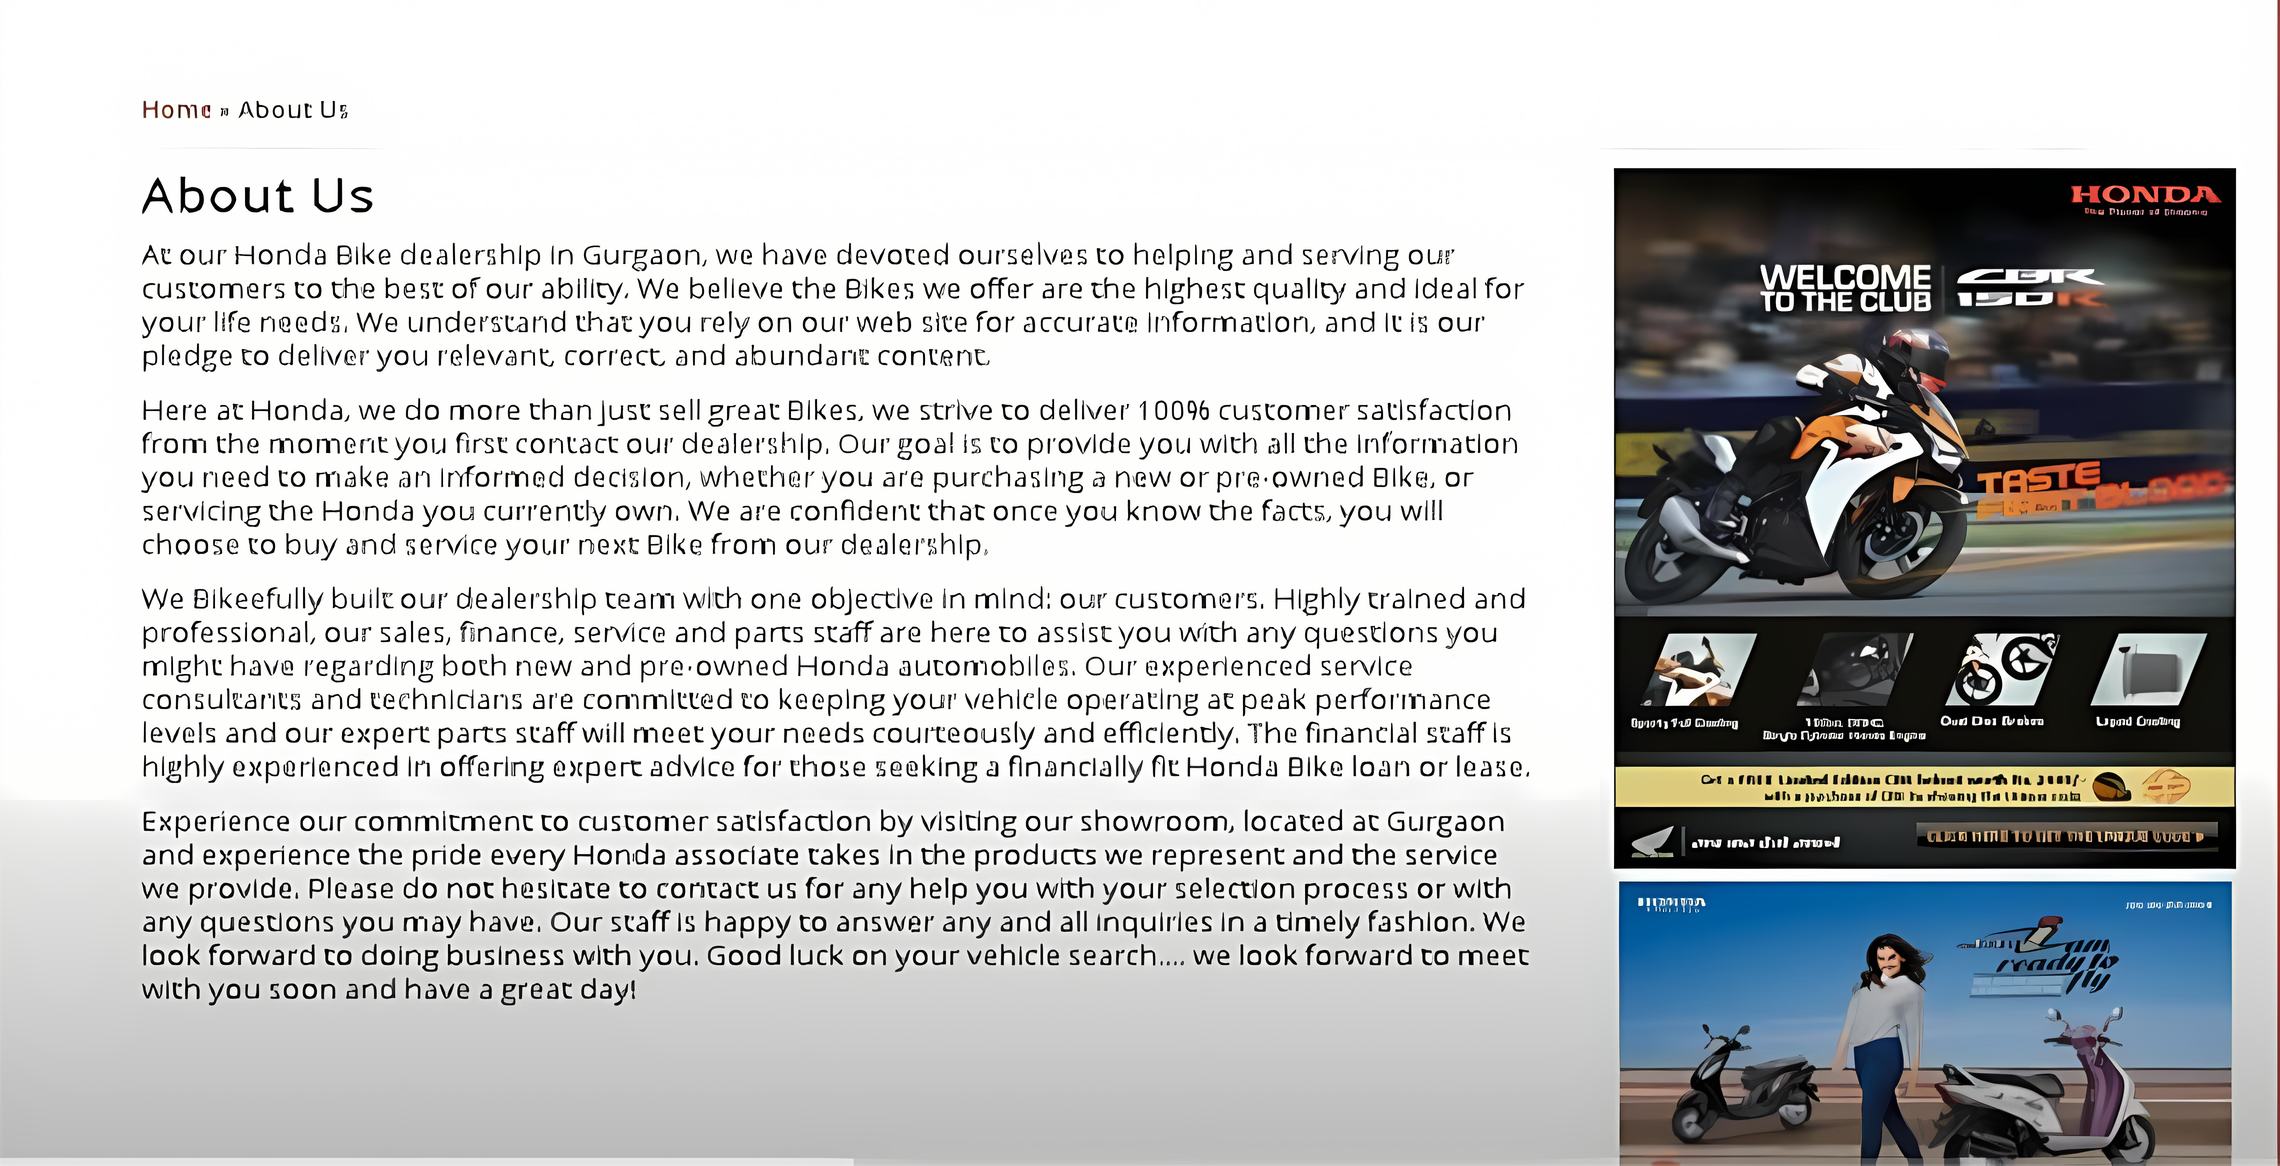 Home » About Us
About Us
At our Honda Bike dealership in Gurgaon, we have devoted ourselves to helping and serving our
customers to the best of our ability. We believe the Bikes we offer are the highest quality and ideal for
your life needs. We understand that you rely on our web site for accurate information, and it is our
pledge to deliver you relevant, correct, and abundant content.
Here at Honda, we do more than just sell great Bikes, we strive to deliver 100% customer satisfaction
from the moment you first contact our dealership. Our goal is to provide you with all the information
you need to make an informed decision, whether you are purchasing a new or pre-owned Bike, or
servicing the Honda you currently own. We are confident that once you know the facts, you will
choose to buy and service your next Bike from our dealership.
We Bikeefully built our dealership team with one objective in mind: our customers. Highly trained and
professional, our sales, finance, service and parts staff are here to assist you with any questions you
might have regarding both new and pre-owned Honda automobiles. Our experienced service
consultants and technicians are committed to keeping your vehicle operating at peak performance
levels and our expert parts staff will meet your needs courteously and efficiently. The financial staff is
highly experienced in offering expert advice for those seeking a financially fit Honda Bike loan or lease.
Experience our commitment to customer satisfaction by visiting our showroom, located at Gurgaon
and experience the pride every Honda associate takes in the products we represent and the service
we provide. Please do not hesitate to contact us for any help you with your selection process or with
any questions you may have. Our staff is happy to answer any and all inquiries in a timely fashion. We
look forward to doing business with you. Good luck on your vehicle search.... we look forward to meet
with you soon and have a great day!
HONDA
WELCOME
TO THE CLUB
CBR
150R
TASTE
FIRST BLOOD
HONDA
I am
ready to
fly